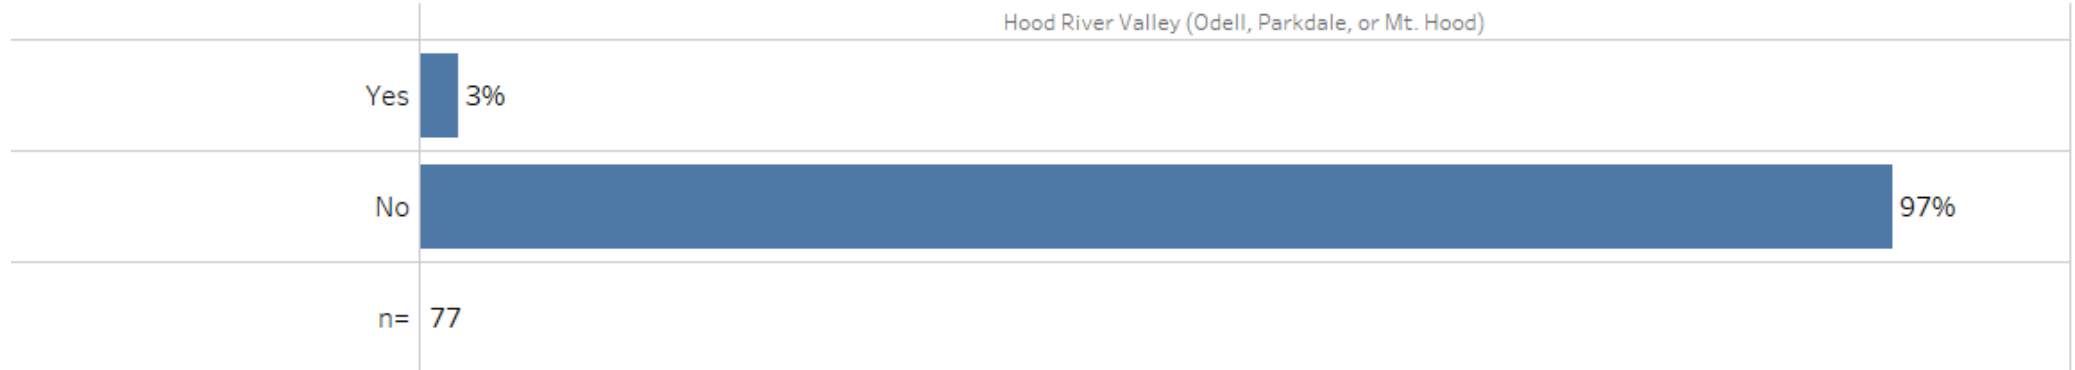 Hood River Valley (Odell, Parkdale, or Mt. Hood)
Yes 3%
No 97%
n= 77